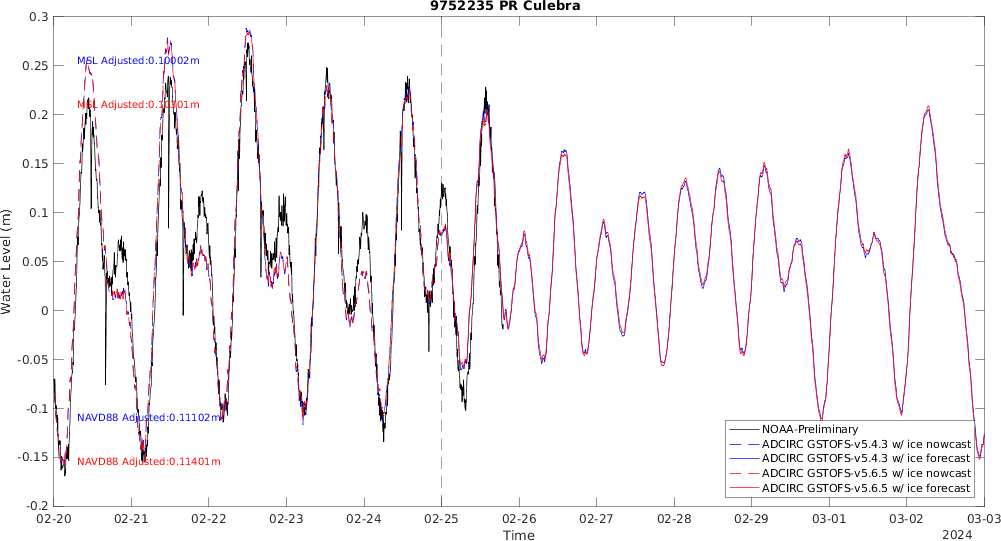 9752235 PR Culebra
0.3
0.25
0.2
0.15
0.1
0.05
0
-0.05
-0.1
-0.15
-0.2
Water Level (m)
MSL Adjusted:0.10002m
MSL Adjusted:0.10301m
NAVD88 Adjusted:0.11102m
NAVD88 Adjusted:0.11401m
NOAA-Preliminary
ADCIRC GSTOFS-v5.4.3 w/ ice nowcast
ADCIRC GSTOFS-v5.4.3 w/ ice forecast
ADCIRC GSTOFS-v5.6.5 w/ ice nowcast
ADCIRC GSTOFS-v5.6.5 w/ ice forecast
02-20 02-21 02-22 02-23 02-24 02-25 02-26 02-27 02-28 02-29 03-01 03-02 03-03
Time
2024